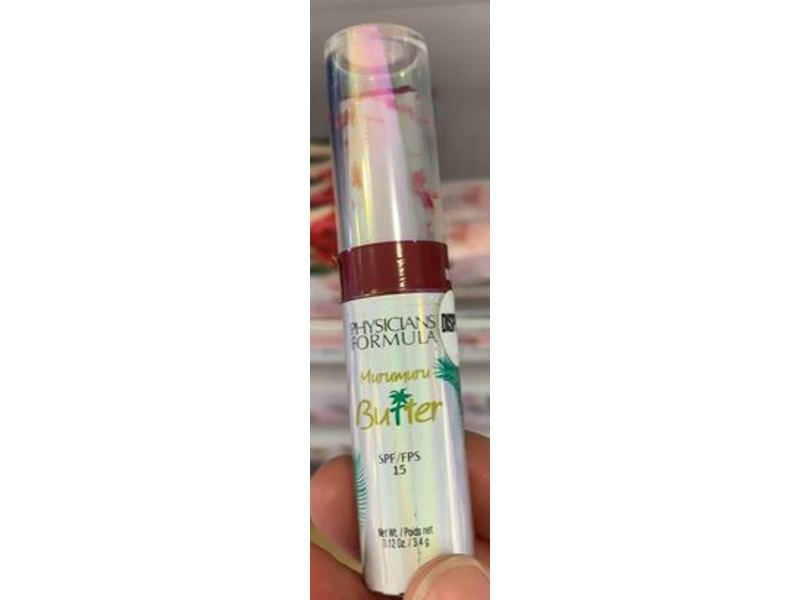 PHYSICIANS
FORMULA
Murumuru
Butter
SPF/FPS
15
Net Wt. / Poids net
0.12 Oz. / 3.4 g